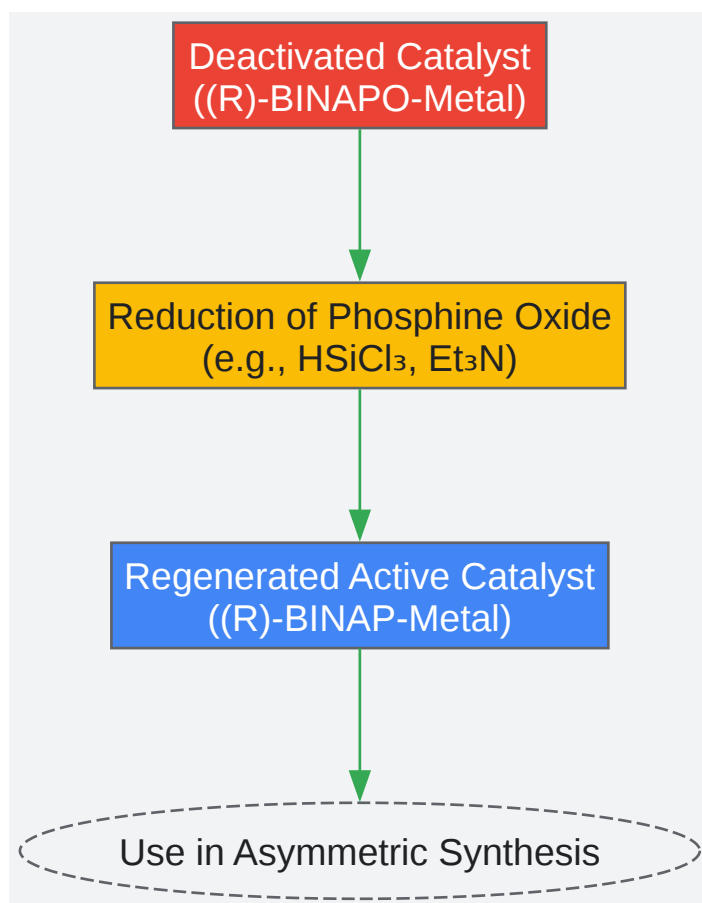 Deactivated Catalyst
((R)-BINAPO-Metal)
Reduction of Phosphine Oxide
(e.g., HSiCl₃, Et₃N)
Regenerated Active Catalyst
((R)-BINAP-Metal)
Use in Asymmetric Synthesis